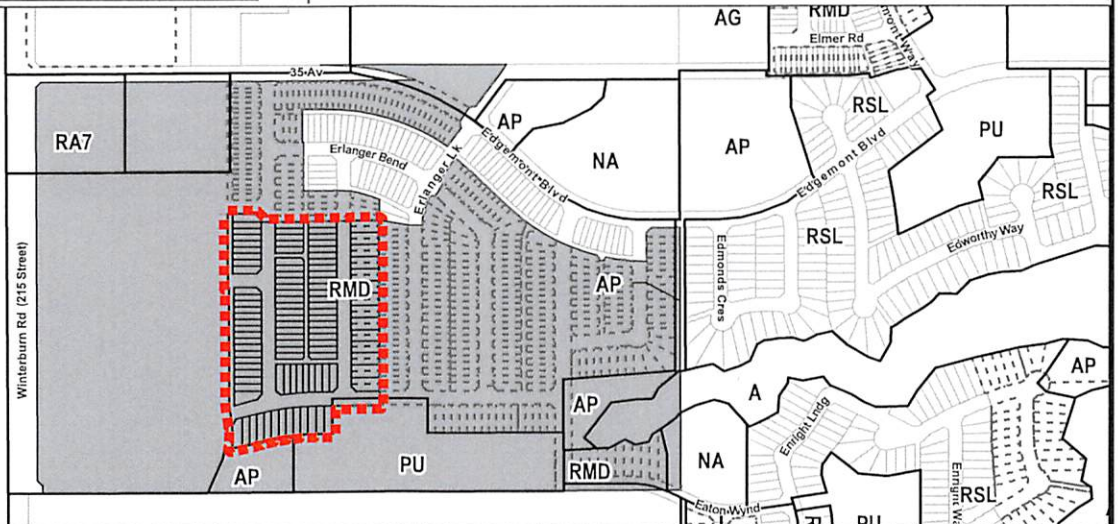 AG
RMD
Elmer Rd
35 Av
RA7
AP
RSL
PU
Erlanger Bend
Erlanger Lk
Edgemont Blvd
NA
AP
Edgemont Blvd
RSL
Winterburn Rd (215 Street)
RMD
AP
Edmonds Cres
RSL
Edworthy Way
AP
A
AP
Enright Lndg
AP
PU
RMD
NA
RSL
Eaton Wynd
PU